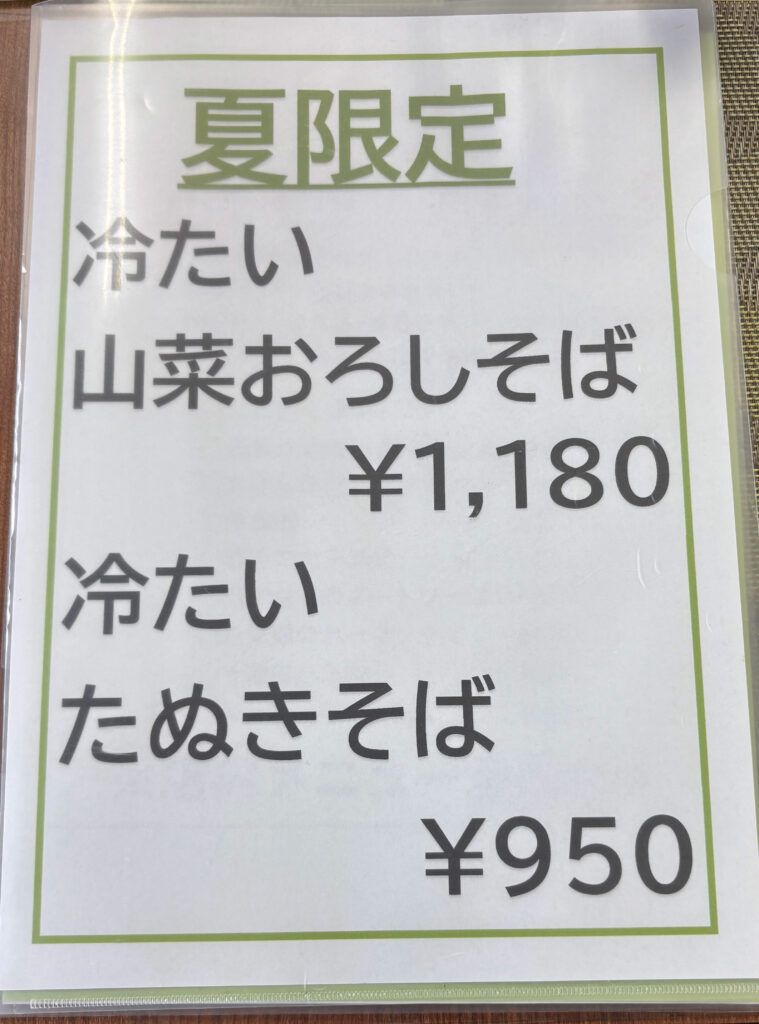 夏限定
冷たい
山菜おろしそば
¥1,180
冷たい
たぬきそば
¥950